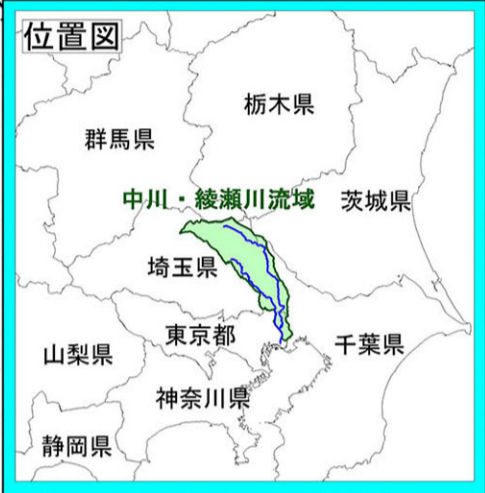 位置図
栃木県
群馬県
中川・綾瀬川流域
茨城県
埼玉県
東京都
千葉県
山梨県
神奈川県
静岡県